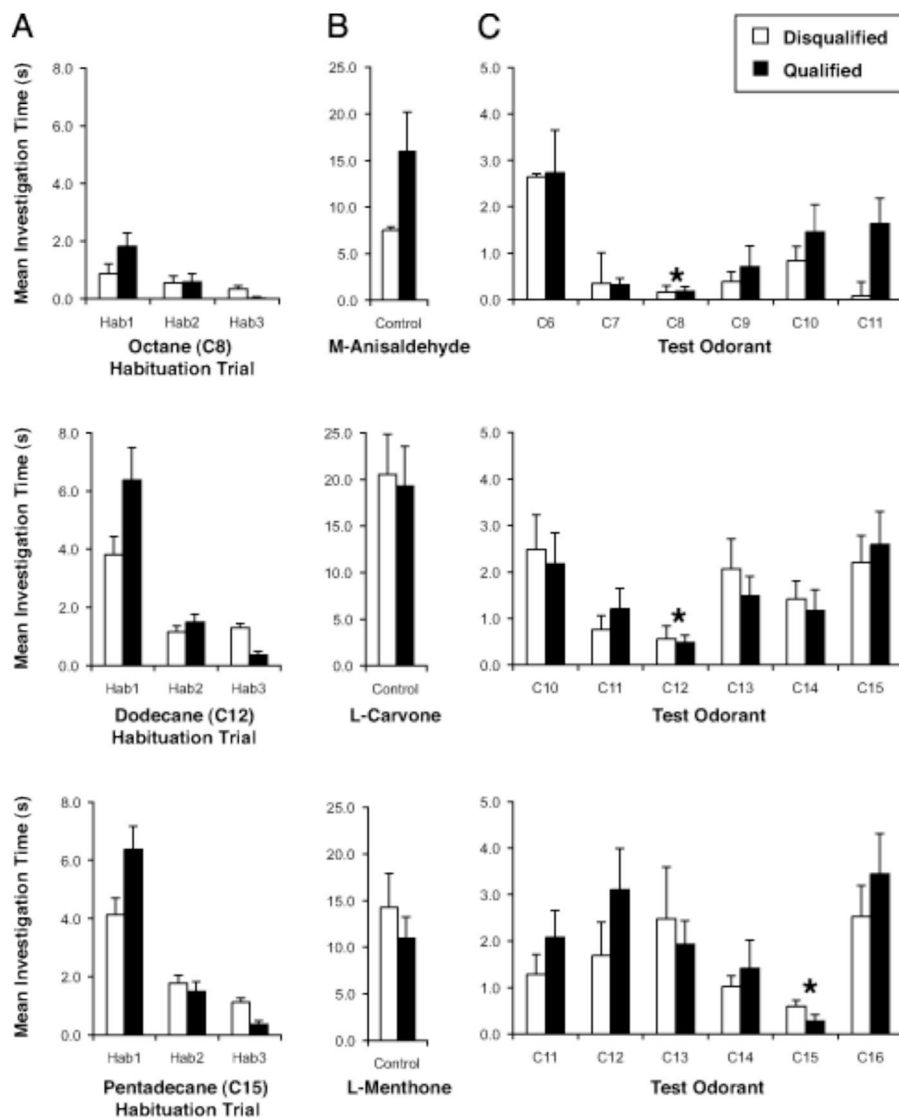 A
B
C
Disqualified
Qualified
Mean Investigation Time (s)
8.0
6.0
4.0
2.0
0.0
Hab1 Hab2 Hab3
Octane (C8)
Habituation Trial
25.0
20.0
15.0
10.0
5.0
0.0
Control
M-Anisaldehyde
5.0
4.0
3.0
2.0
1.0
0.0
*
C6 C7 C8 C9 C10 C11
Test Odorant
Mean Investigation Time (s)
8.0
6.0
4.0
2.0
0.0
Hab1 Hab2 Hab3
Dodecane (C12)
Habituation Trial
25.0
20.0
15.0
10.0
5.0
0.0
Control
L-Carvone
5.0
4.0
3.0
2.0
1.0
0.0
*
C10 C11 C12 C13 C14 C15
Test Odorant
Mean Investigation Time (s)
8.0
6.0
4.0
2.0
0.0
Hab1 Hab2 Hab3
Pentadecane (C15)
Habituation Trial
25.0
20.0
15.0
10.0
5.0
0.0
Control
L-Menthone
5.0
4.0
3.0
2.0
1.0
0.0
*
C11 C12 C13 C14 C15 C16
Test Odorant